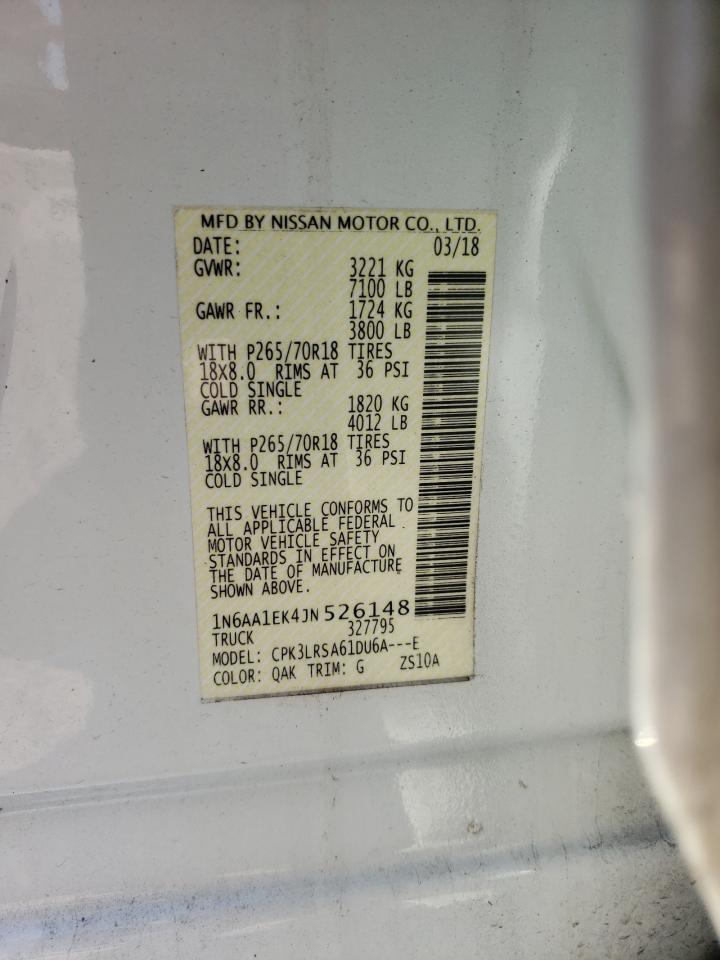 MFD BY NISSAN MOTOR CO., LTD.
DATE: 03/18
GVWR: 3221 KG
7100 LB
GAWR FR.: 1724 KG
3800 LB
WITH P265/70R18 TIRES
18X8.0 RIMS AT 36 PSI
COLD SINGLE
GAWR RR.: 1820 KG
4012 LB
WITH P265/70R18 TIRES
18X8.0 RIMS AT 36 PSI
COLD SINGLE
THIS VEHICLE CONFORMS TO
ALL APPLICABLE FEDERAL
MOTOR VEHICLE SAFETY
STANDARDS IN EFFECT ON
THE DATE OF MANUFACTURE
SHOWN ABOVE.
1N6AA1EK4JN526148
TRUCK 327795
MODEL: CPK3LRSA61DU6A---E
COLOR: QAK TRIM: G ZS10A